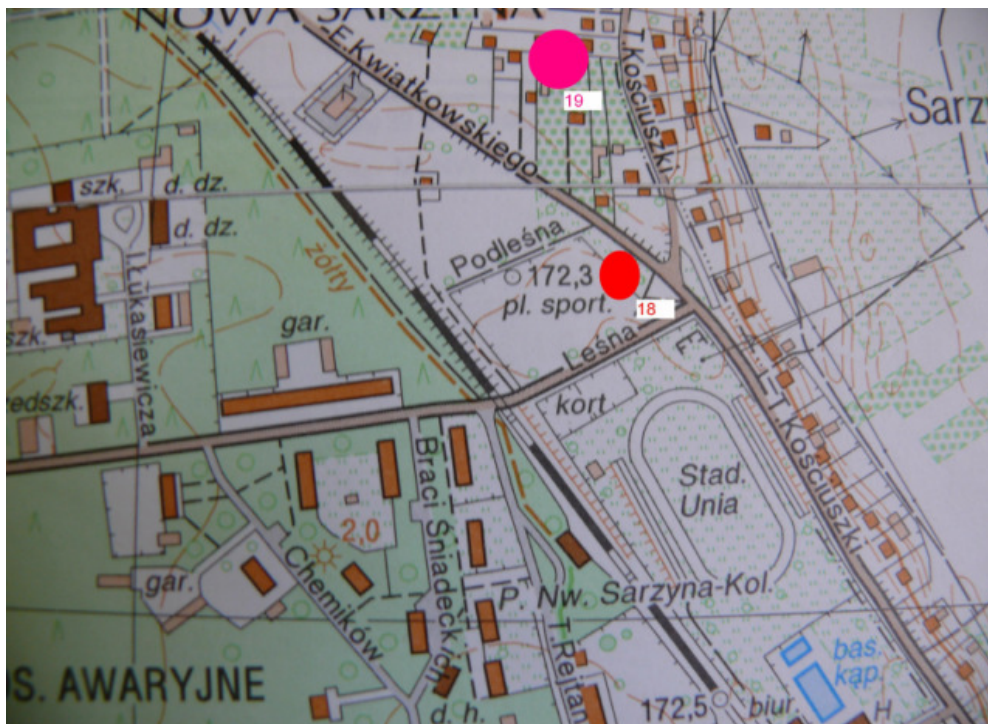 NOWA SARZYNA
E. Kwiatkowskiego
T. Kościuszki
19
Sarz
szk.
d. dz.
d. dz.
żółty
Podleśna
172,3
pl. sport.
18
I. Łukasiewicza
gar.
Leśna
szk.
redszk.
kort
Stad.
Unia
T. Kościuszki
Braci Śniadeckich
2,0
gar.
Chemików
P. Nw. Sarzyna-Kol.
T. Rejtan
OS. AWARYJNE
bas.
kąp.
d. h.
172,5
biur.
H